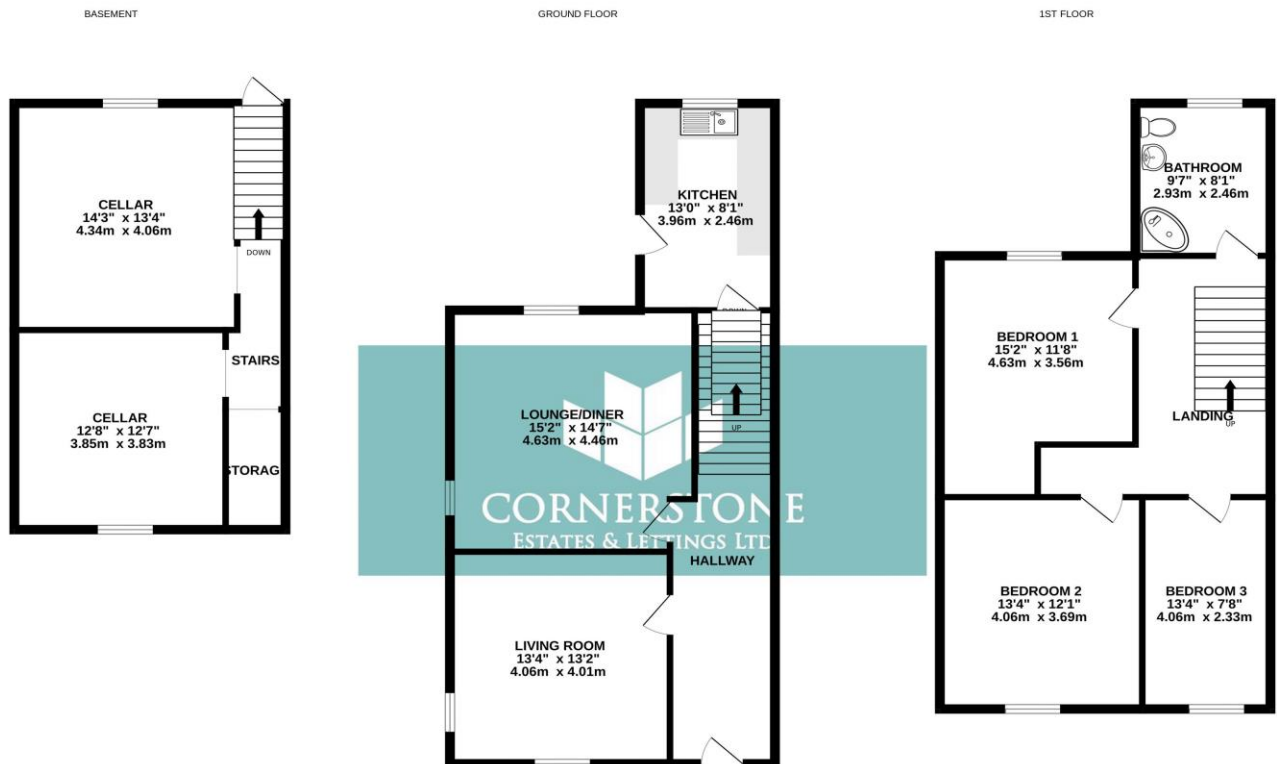 BASEMENT
GROUND FLOOR
1ST FLOOR
CELLAR
14'3" x 13'4"
4.34m x 4.06m
DOWN
STAIRS
CELLAR
12'8" x 12'7"
3.85m x 3.83m
STORAG
KITCHEN
13'0" x 8'1"
3.96m x 2.46m
DOWN
LOUNGE/DINER
15'2" x 14'7"
4.63m x 4.46m
UP
CORNERSTONE
ESTATES & LETTINGS LTD
HALLWAY
LIVING ROOM
13'4" x 13'2"
4.06m x 4.01m
BATHROOM
9'7" x 8'1"
2.93m x 2.46m
BEDROOM 1
15'2" x 11'8"
4.63m x 3.56m
LANDING
UP
BEDROOM 2
13'4" x 12'1"
4.06m x 3.69m
BEDROOM 3
13'4" x 7'8"
4.06m x 2.33m